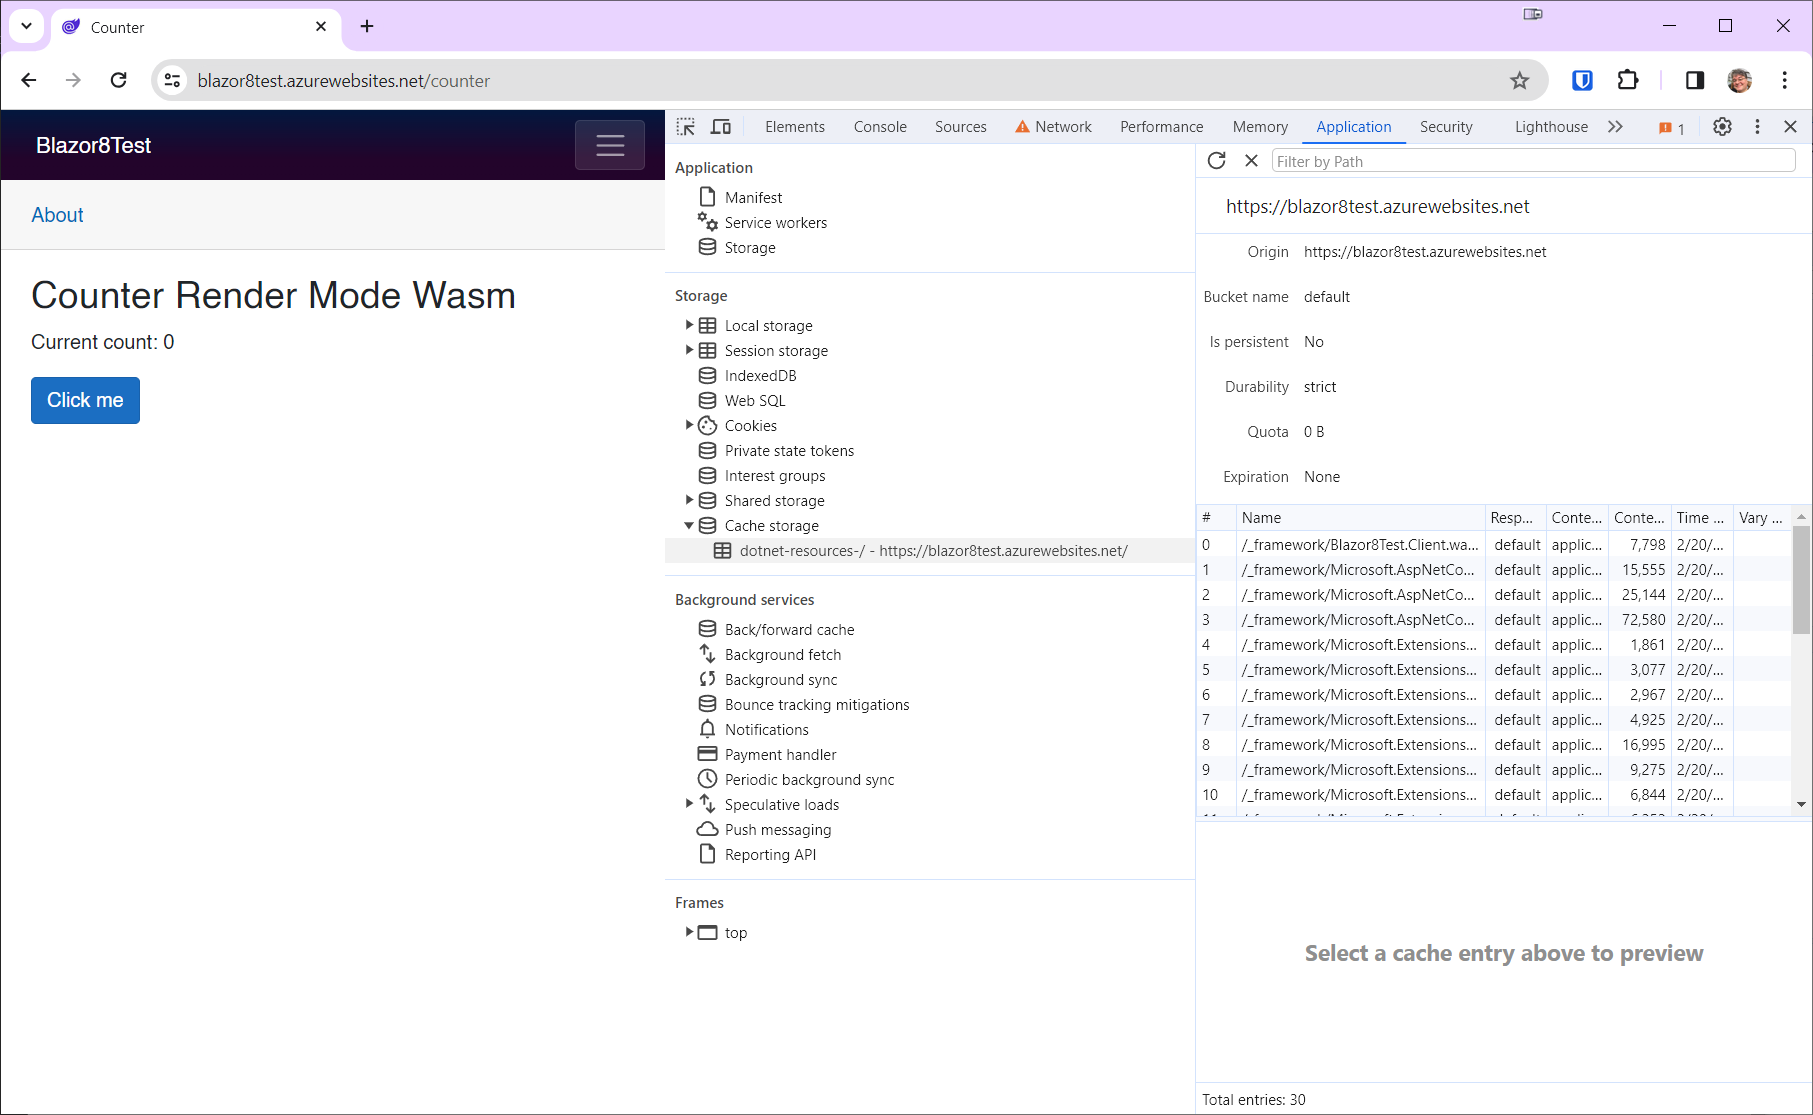 Counter
blazor8test.azurewebsites.net/counter
Blazor8Test
About
Counter Render Mode Wasm
Current count: 0
Click me
Elements Console Sources Network Performance Memory Application Security Lighthouse 1
Application
Manifest
Service workers
Storage
Storage
Local storage
Session storage
IndexedDB
Web SQL
Cookies
Private state tokens
Interest groups
Shared storage
Cache storage
dotnet-resources-/ - https://blazor8test.azurewebsites.net/
Background services
Back/forward cache
Background fetch
Background sync
Bounce tracking mitigations
Notifications
Payment handler
Periodic background sync
Speculative loads
Push messaging
Reporting API
Frames
top
Filter by Path
https://blazor8test.azurewebsites.net
Origin https://blazor8test.azurewebsites.net
Bucket name default
Is persistent No
Durability strict
Quota 0 B
Expiration None
# Name Resp... Conte... Conte... Time ... Vary ...
0 /_framework/Blazor8Test.Client.wa... default applic... 7,798 2/20/...
1 /_framework/Microsoft.AspNetCo... default applic... 15,555 2/20/...
2 /_framework/Microsoft.AspNetCo... default applic... 25,144 2/20/...
3 /_framework/Microsoft.AspNetCo... default applic... 72,580 2/20/...
4 /_framework/Microsoft.Extensions... default applic... 1,861 2/20/...
5 /_framework/Microsoft.Extensions... default applic... 3,077 2/20/...
6 /_framework/Microsoft.Extensions... default applic... 2,967 2/20/...
7 /_framework/Microsoft.Extensions... default applic... 4,925 2/20/...
8 /_framework/Microsoft.Extensions... default applic... 16,995 2/20/...
9 /_framework/Microsoft.Extensions... default applic... 9,275 2/20/...
10 /_framework/Microsoft.Extensions... default applic... 6,844 2/20/...
Select a cache entry above to preview
Total entries: 30